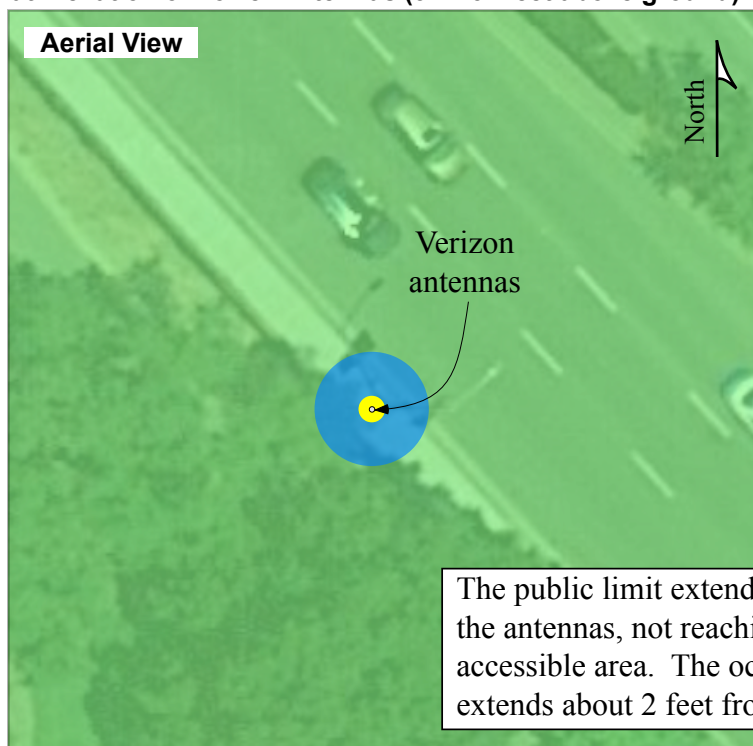 Aerial View
North
Verizon
antennas
The public limit extend
the antennas, not reachi
accessible area. The oc
extends about 2 feet fro